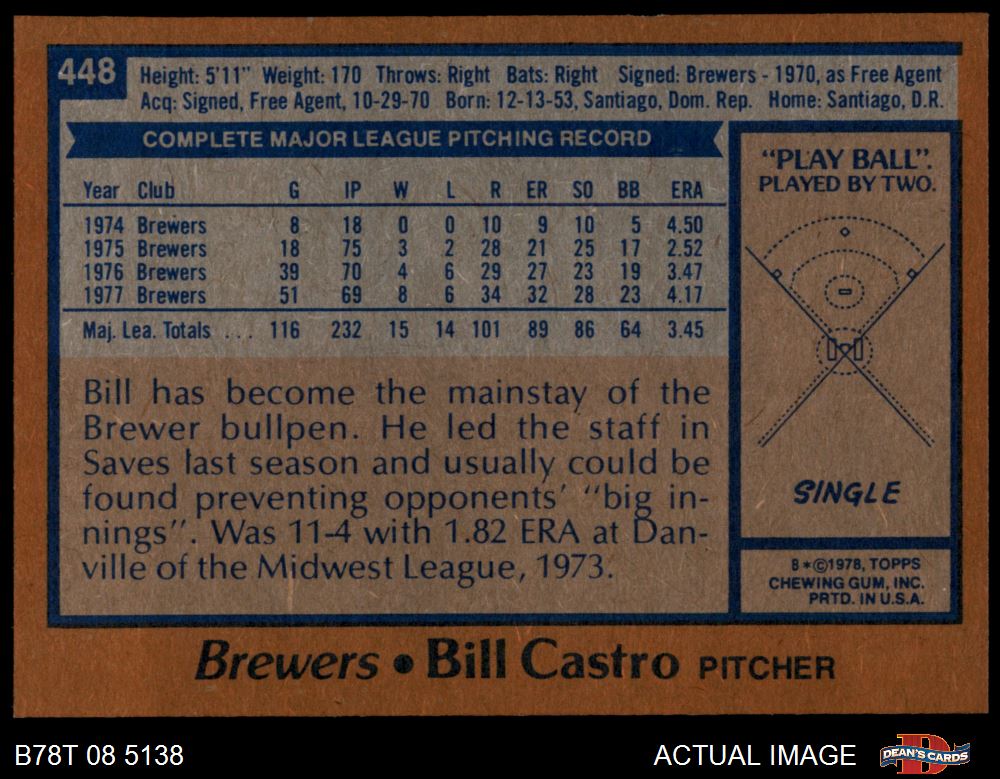 448
Height: 5'11" Weight: 170 Throws: Right Bats: Right Signed: Brewers - 1970, as Free Agent
Acq: Signed, Free Agent, 10-29-70 Born: 12-13-53, Santiago, Dom. Rep. Home: Santiago, D.R.
COMPLETE MAJOR LEAGUE PITCHING RECORD
Year Club G IP W L R ER SO BB ERA
1974 Brewers 8 18 0 0 10 9 10 5 4.50
1975 Brewers 18 75 3 2 28 21 25 17 2.52
1976 Brewers 39 70 4 6 29 27 23 19 3.47
1977 Brewers 51 69 8 6 34 32 28 23 4.17
Maj. Lea. Totals . . . 116 232 15 14 101 89 86 64 3.45
Bill has become the mainstay of the
Brewer bullpen. He led the staff in
Saves last season and usually could be
found preventing opponents' "big in-
nings". Was 11-4 with 1.82 ERA at Dan-
ville of the Midwest League, 1973.
"PLAY BALL".
PLAYED BY TWO.
SINGLE
B*©1978, TOPPS
CHEWING GUM, INC.
PRTD. IN U.S.A.
Brewers • Bill Castro PITCHER
B78T 08 5138
ACTUAL IMAGE
DEAN'S CARDS